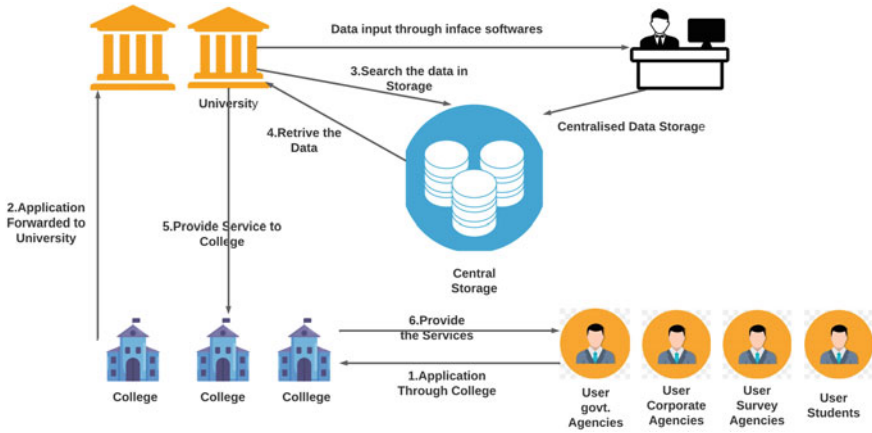 Data input through inface softwares
3.Search the data in
Storage
University
4.Retrive the
Data
Centralised Data Storage
2.Application
Forwarded to
University
5.Provide Service to
College
Central
Storage
6.Provide
the Services
1.Application
Through College
College
College
Colllege
User
govt.
Agencies
User
Corporate
Agencies
User
Survey
Agencies
User
Students